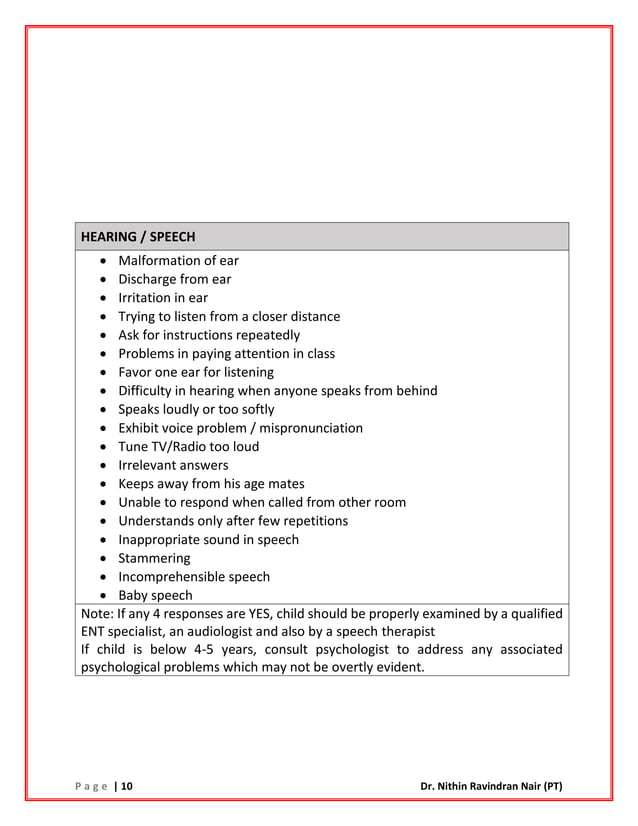 HEARING / SPEECH
• Malformation of ear
• Discharge from ear
• Irritation in ear
• Trying to listen from a closer distance
• Ask for instructions repeatedly
• Problems in paying attention in class
• Favor one ear for listening
• Difficulty in hearing when anyone speaks from behind
• Speaks loudly or too softly
• Exhibit voice problem / mispronunciation
• Tune TV/Radio too loud
• Irrelevant answers
• Keeps away from his age mates
• Unable to respond when called from other room
• Understands only after few repetitions
• Inappropriate sound in speech
• Stammering
• Incomprehensible speech
• Baby speech
Note: If any 4 responses are YES, child should be properly examined by a qualified
ENT specialist, an audiologist and also by a speech therapist
If child is below 4-5 years, consult psychologist to address any associated
psychological problems which may not be overtly evident.
Page | 10 Dr. Nithin Ravindran Nair (PT)